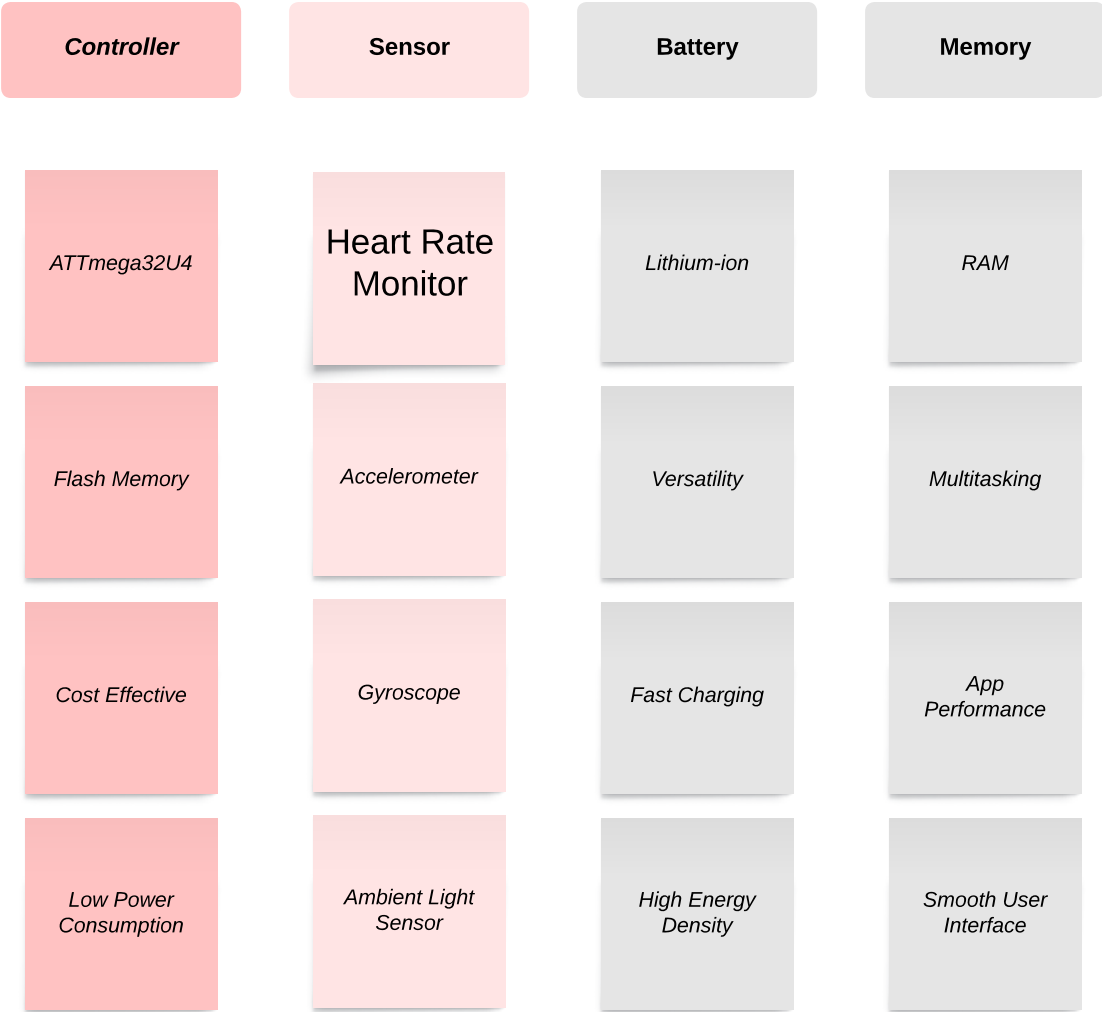 Controller
Sensor
Battery
Memory
ATTmega32U4
Heart Rate
Monitor
Lithium-ion
RAM
Flash Memory
Accelerometer
Versatility
Multitasking
Cost Effective
Gyroscope
Fast Charging
App
Performance
Low Power
Consumption
Ambient Light
Sensor
High Energy
Density
Smooth User
Interface